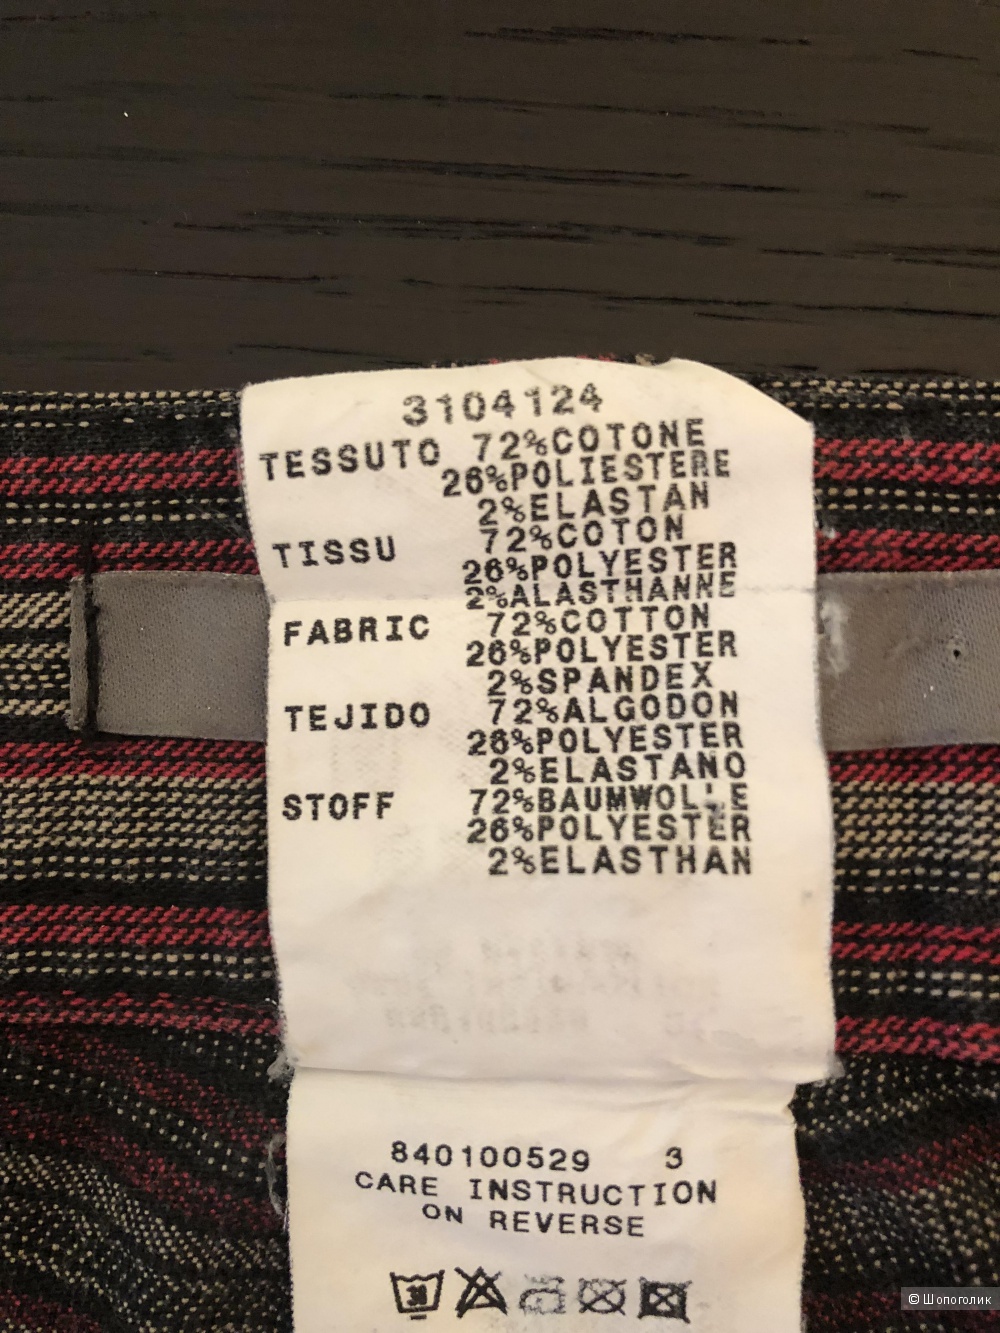 3104124
TESSUTO 72%COTONE
26%POLIESTERE
2%ELASTAN
TISSU 72%COTON
26%POLYESTER
2%ALASTHANNE
FABRIC 72%COTTON
26%POLYESTER
2%SPANDEX
TEJIDO 72%ALGODON
26%POLYESTER
2%ELASTANO
STOFF 72%BAUMWOLLE
26%POLYESTER
2%ELASTHAN
840100529 3
CARE INSTRUCTION
ON REVERSE
30
© Шопоголик